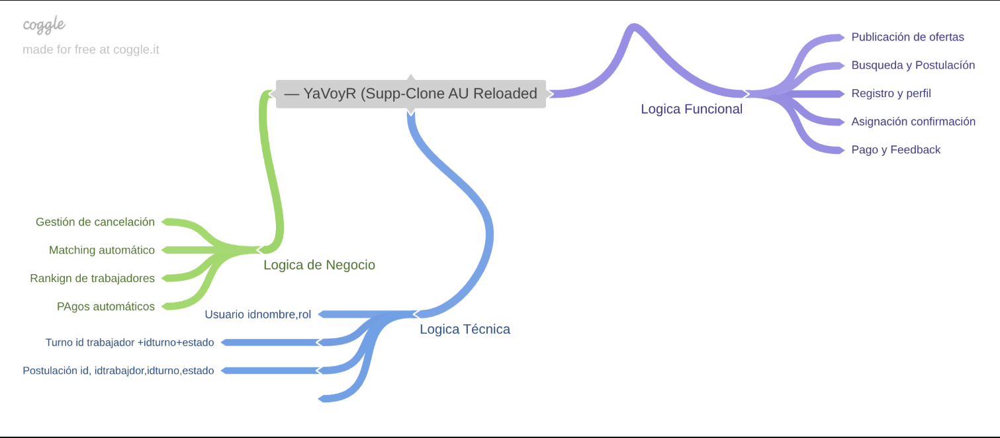 coggle
made for free at coggle.it
— YaVoyR (Supp-Clone AU Reloaded
Logica Funcional
Publicación de ofertas
Busqueda y Postulacíón
Registro y perfil
Asignación confirmación
Pago y Feedback
Logica de Negocio
Gestión de cancelación
Matching automático
Rankign de trabajadores
PAgos automáticos
Logica Técnica
Usuario idnombre,rol
Turno id trabajador +idturno+estado
Postulación id, idtrabajdor,idturno,estado